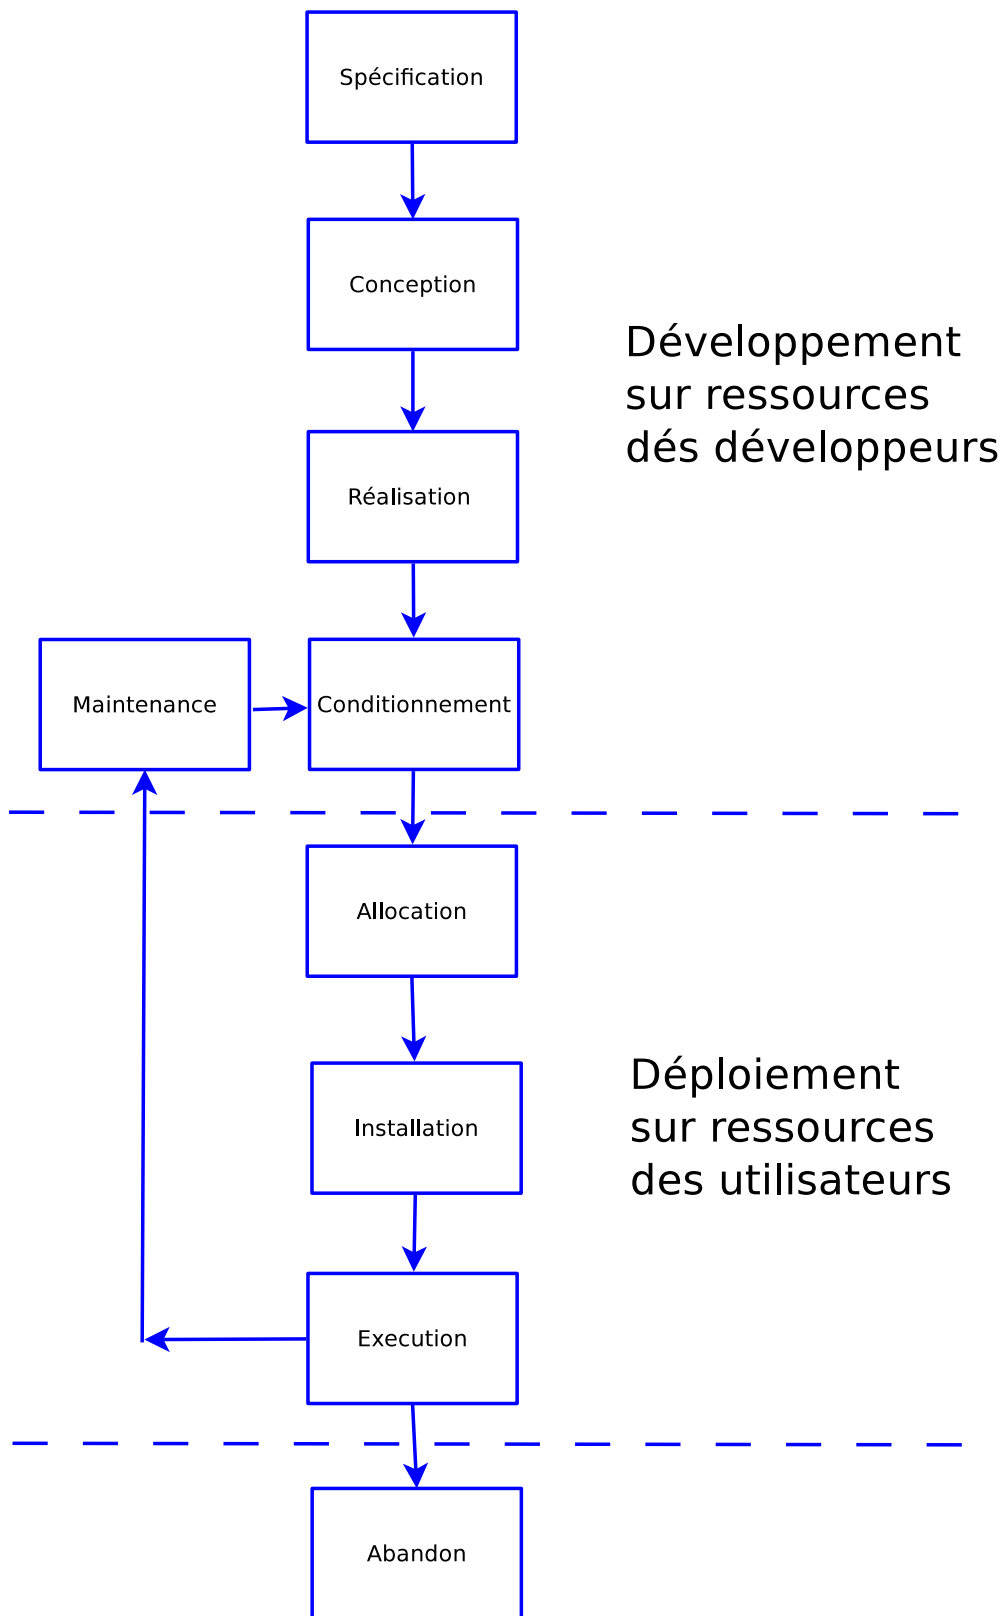 Spécification
Conception
Développement
sur ressources
dés développeurs
Réalisation
Maintenance
Conditionnement
Allocation
Déploiement
sur ressources
des utilisateurs
Installation
Execution
Abandon